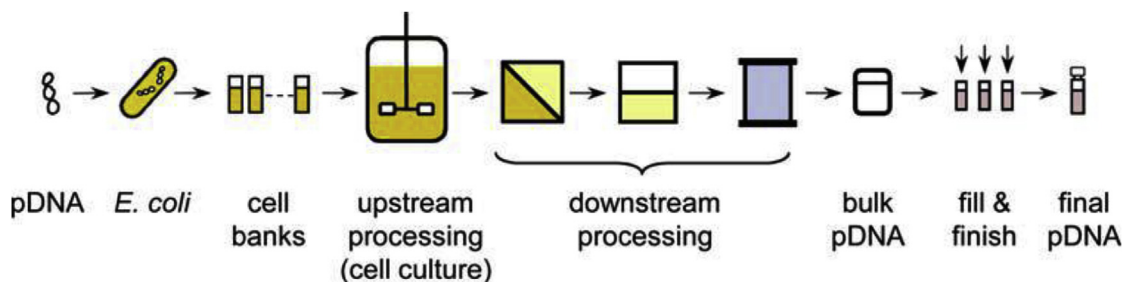 pDNA
E. coli
cell
banks
upstream
processing
(cell culture)
downstream
processing
bulk
pDNA
fill &
finish
final
pDNA